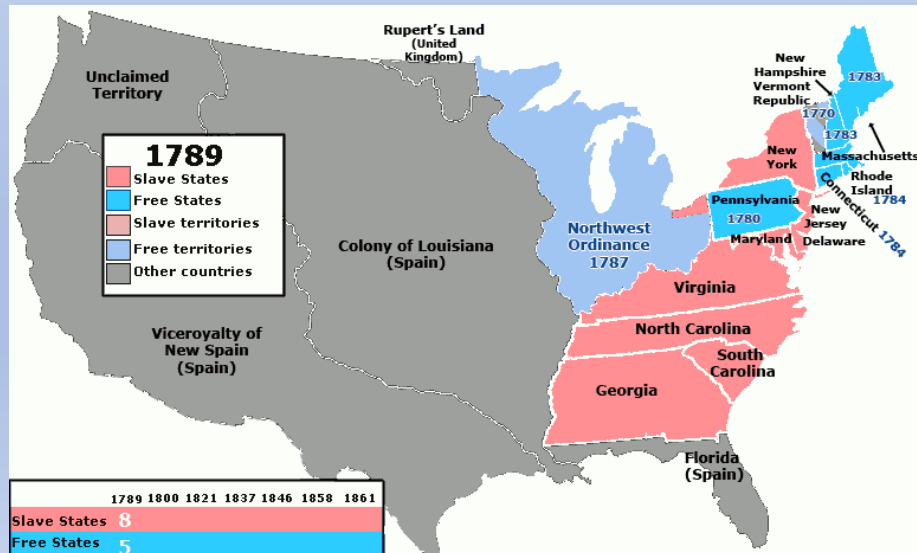 Rupert's Land
(United
Kingdom)
Unclaimed
Territory
New
Hampshire
Vermont
Republic
1783
1770
1783
1789
Slave States
Free States
Slave territories
Free territories
Other countries
New
York
Massachusetts
Rhode
Island
1784
Connecticut 1784
Pennsylvania
1780
New
Jersey
Maryland
Delaware
Northwest
Ordinance
1787
Colony of Louisiana
(Spain)
Virginia
North Carolina
South
Carolina
Georgia
Viceroyalty of
New Spain
(Spain)
Florida
(Spain)
1789 1800 1821 1837 1846 1858 1861
Slave States 8
Free States 5